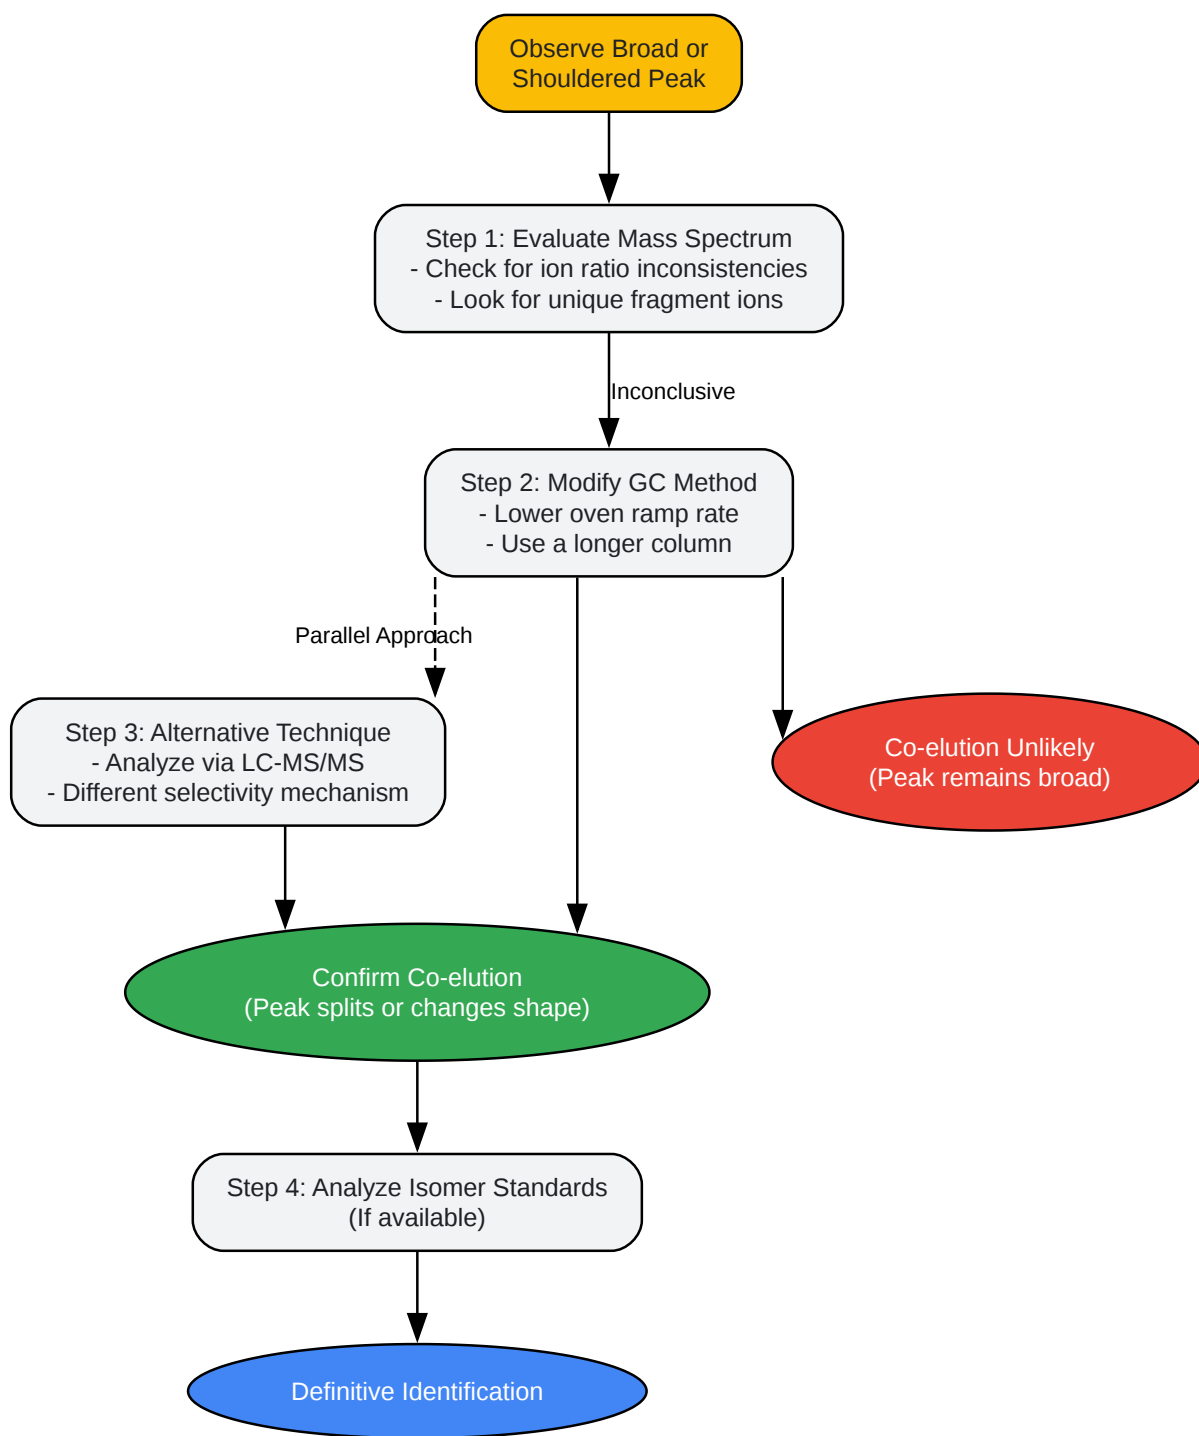 Observe Broad or
Shouldered Peak
Step 1: Evaluate Mass Spectrum
- Check for ion ratio inconsistencies
- Look for unique fragment ions
Inconclusive
Step 2: Modify GC Method
- Lower oven ramp rate
- Use a longer column
Parallel Approach
Step 3: Alternative Technique
- Analyze via LC-MS/MS
- Different selectivity mechanism
Co-elution Unlikely
(Peak remains broad)
Confirm Co-elution
(Peak splits or changes shape)
Step 4: Analyze Isomer Standards
(If available)
Definitive Identification